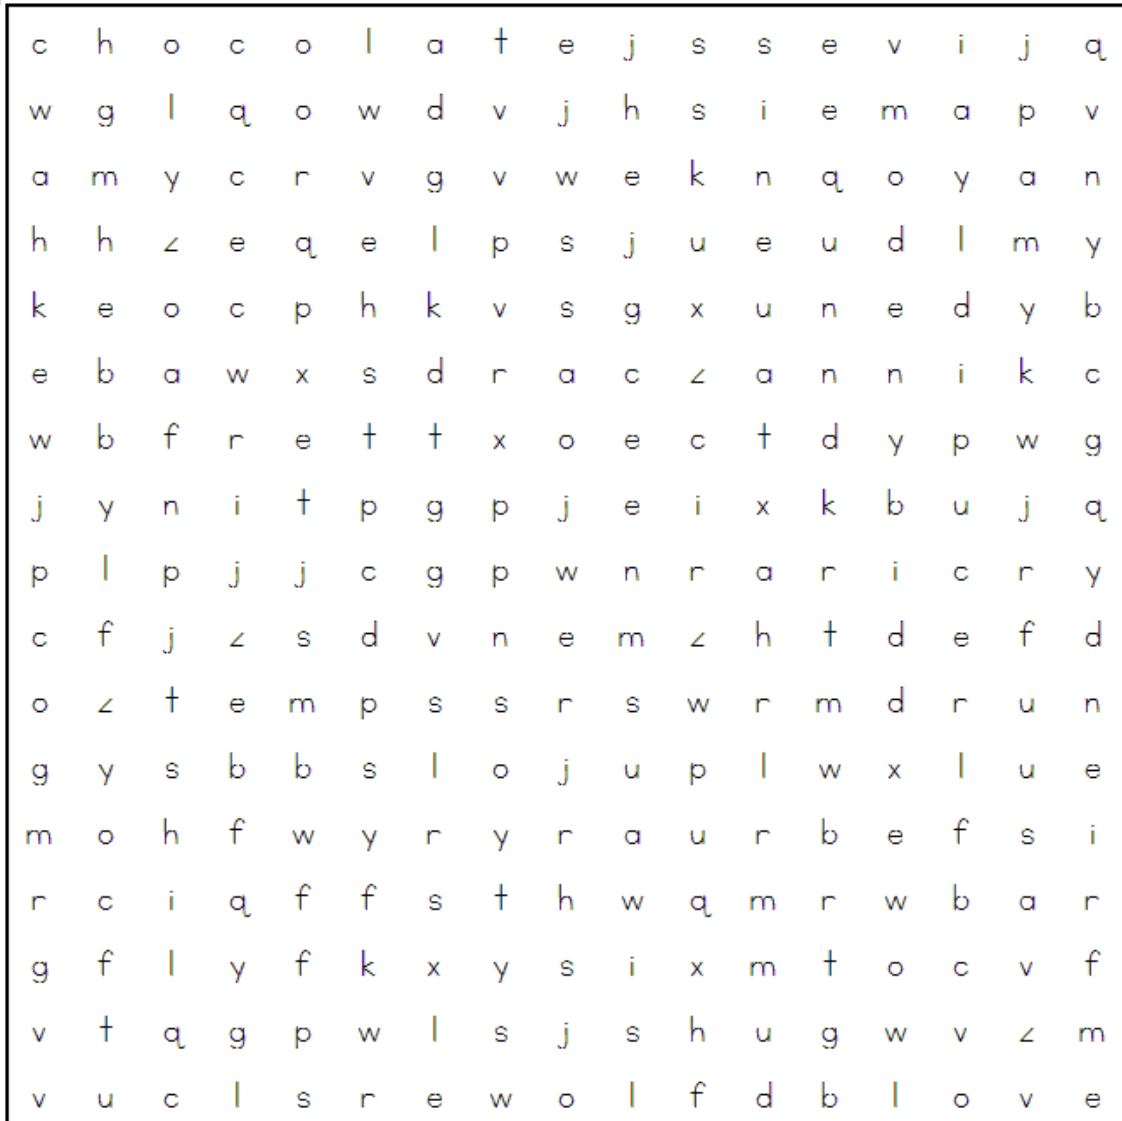 c h o c o l a t e j s s e v i j q
w g l q o w d v j h s i e m a p v
a m y c r v g v w e k n q o y a n
h h z e q e l p s j u e u d l m y
k e o c p h k v s g x u n e d y b
e b a w x s d r a c z a n n i k c
w b f r e t t x o e c t d y p w g
j y n i t p g p j e i x k b u j q
p l p j j c g p w n r a r i c r y
c f j z s d v n e m z h t d e f d
o z t e m p s s r s w r m d r u n
g y s b b s l o j u p l w x l u e
m o h f w y r y r a u r b e f s i
r c i q f f s t h w q m r w b a r
g f l y f k x y s i x m t o c v f
v t q g p w l s j s h u g w v z m
v u c l s r e w o l f d b l o v e